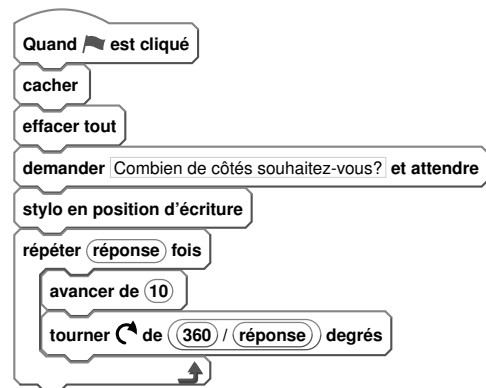 Quand est cliqué
cacher
effacer tout
demander Combien de côtés souhaitez-vous? et attendre
stylo en position d'écriture
répéter réponse fois
avancer de 10
tourner de 360 / réponse degrés